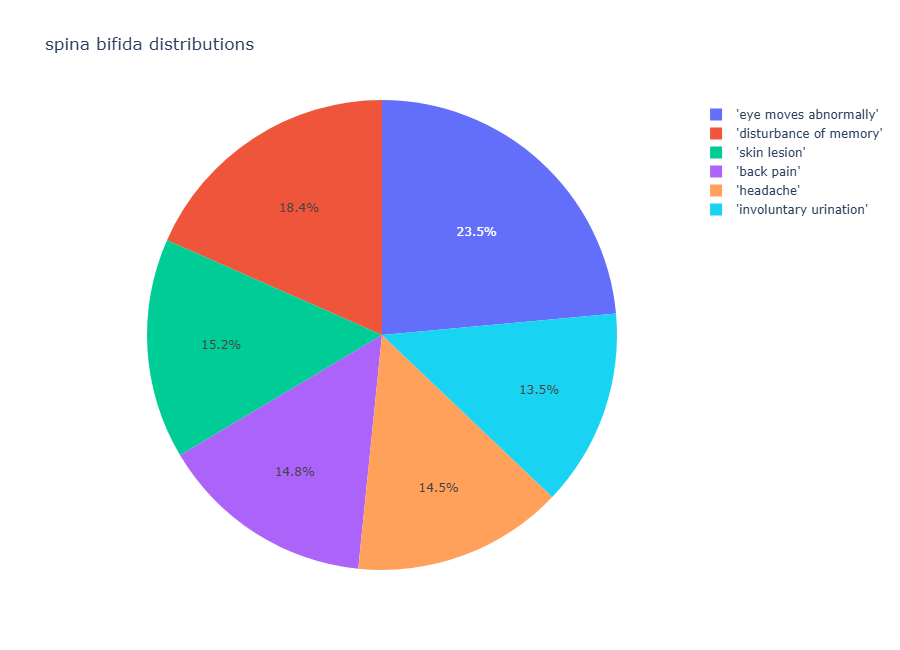 spina bifida distributions
'eye moves abnormally'
'disturbance of memory'
'skin lesion'
'back pain'
'headache'
'involuntary urination'
18.4%
23.5%
15.2%
13.5%
14.8%
14.5%